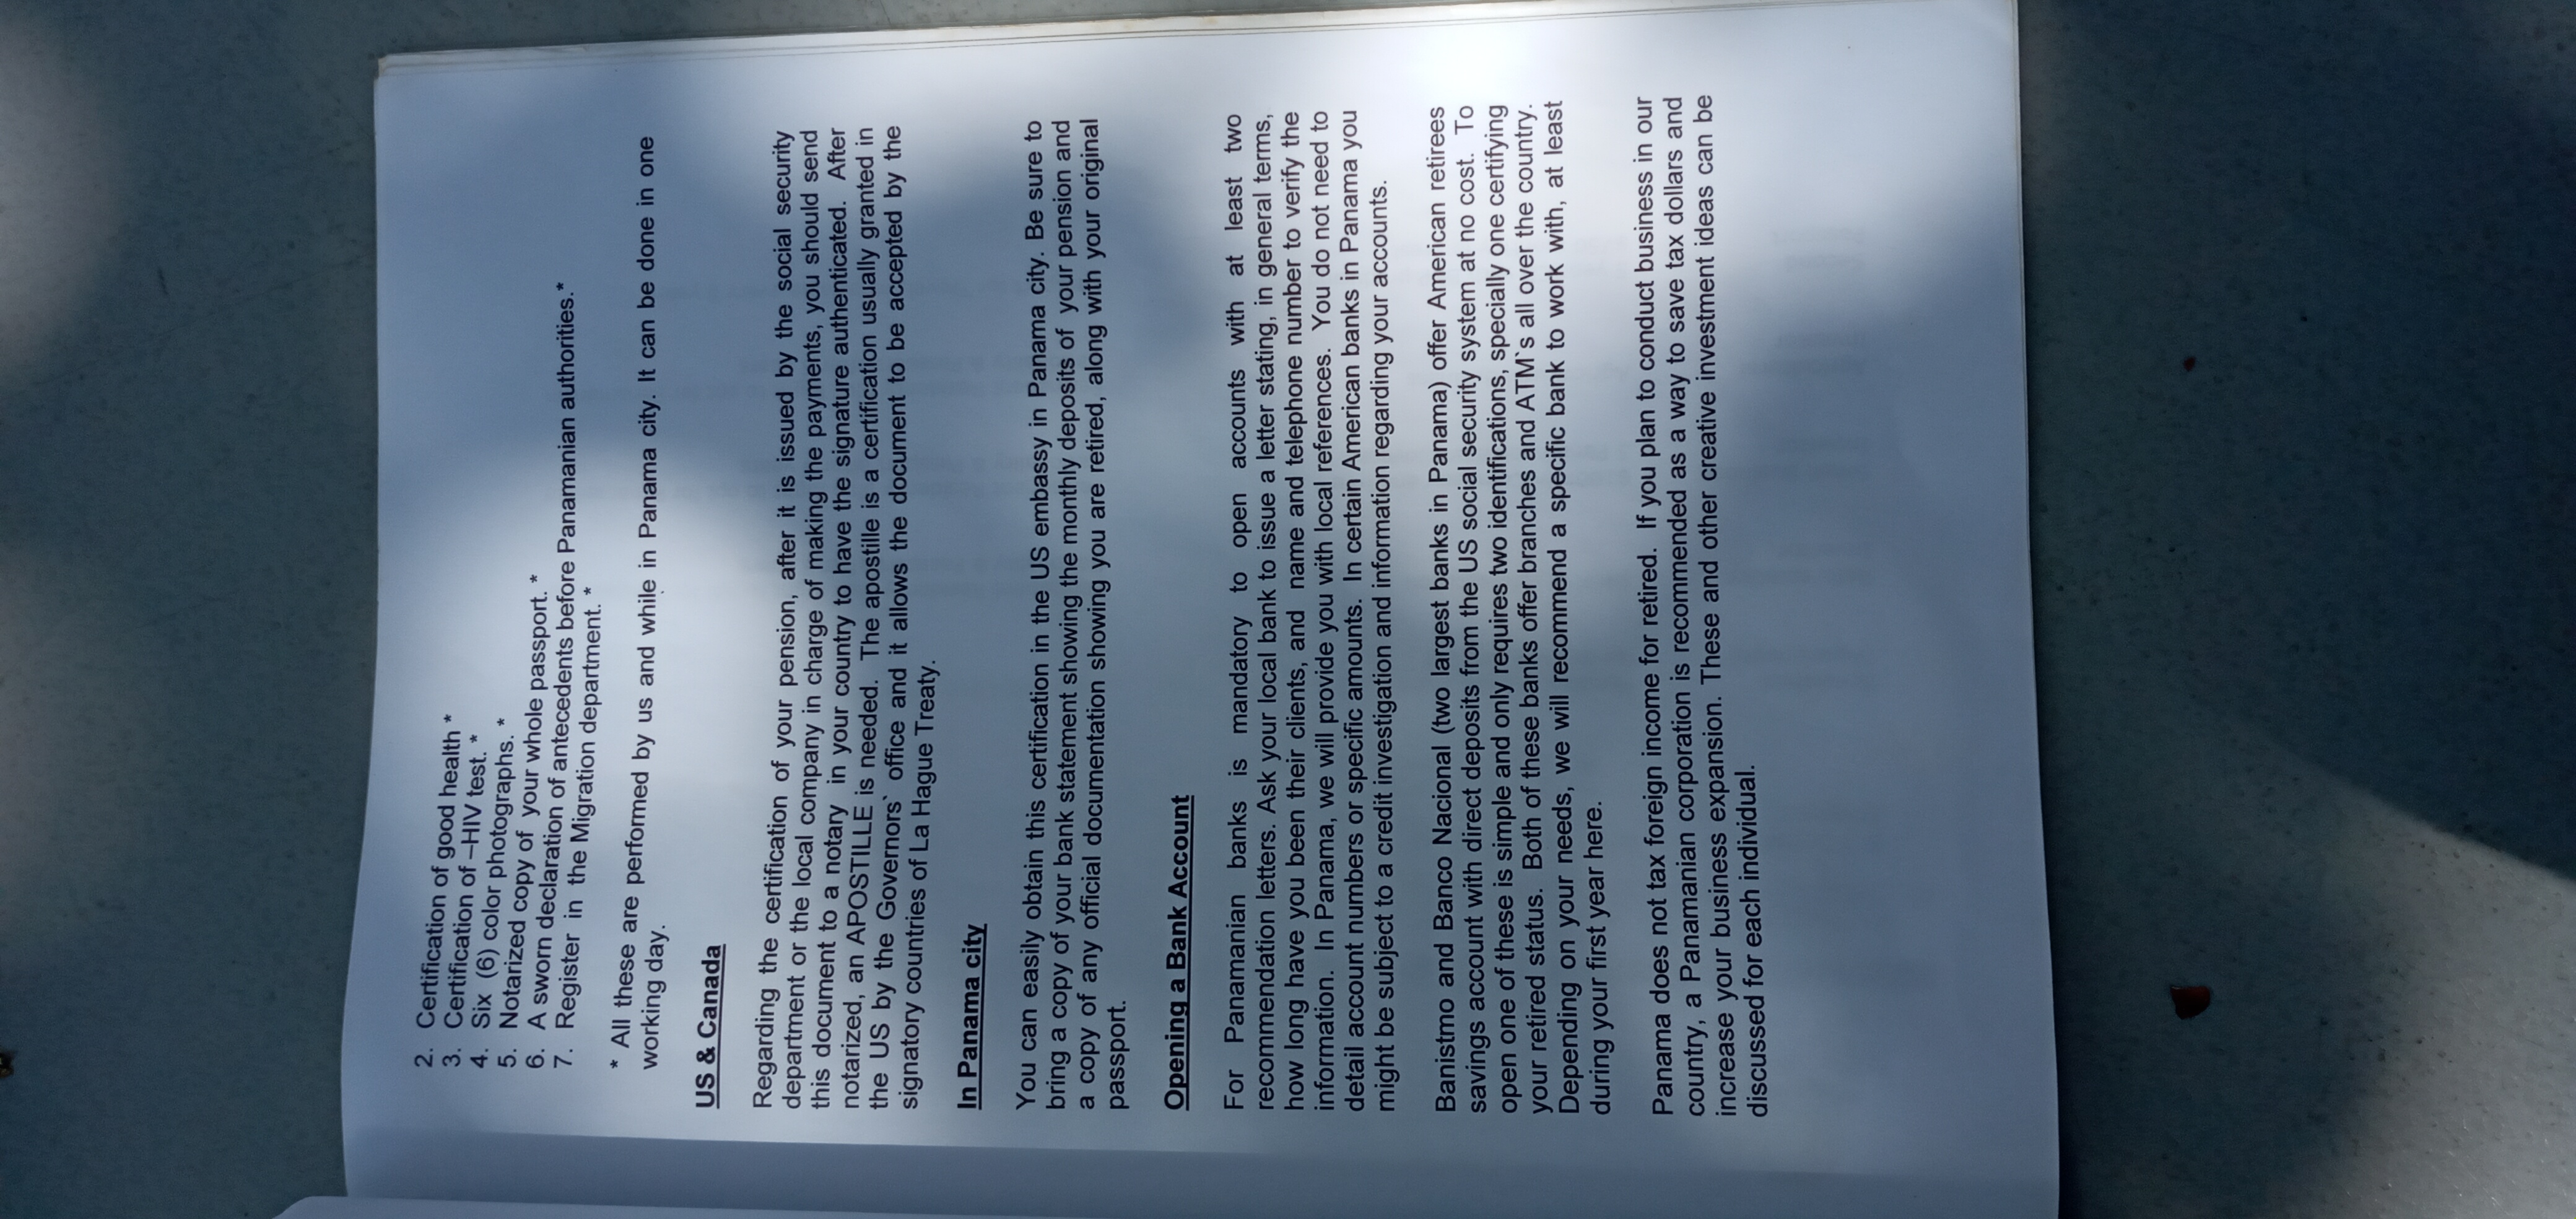 2. Certification of good health *
3. Certification of –HIV test. *
4. Six (6) color photographs. *
5. Notarized copy of your whole passport. *
6. A sworn declaration of antecedents before Panamanian authorities.*
7. Register in the Migration department. *
* All these are performed by us and while in Panama city. It can be done in one
working day.
US & Canada
Regarding the certification of your pension, after it is issued by the social security
department or the local company in charge of making the payments, you should send
this document to a notary in your country to have the signature authenticated. After
notarized, an APOSTILLE is needed. The apostille is a certification usually granted in
the US by the Governors` office and it allows the document to be accepted by the
signatory countries of La Hague Treaty.
In Panama city
You can easily obtain this certification in the US embassy in Panama city. Be sure to
bring a copy of your bank statement showing the monthly deposits of your pension and
a copy of any official documentation showing you are retired, along with your original
passport.
Opening a Bank Account
For Panamanian banks is mandatory to open accounts with at least two
recommendation letters. Ask your local bank to issue a letter stating, in general terms,
how long have you been their clients, and name and telephone number to verify the
information. In Panama, we will provide you with local references. You do not need to
detail account numbers or specific amounts. In certain American banks in Panama you
might be subject to a credit investigation and information regarding your accounts.
Banistmo and Banco Nacional (two largest banks in Panama) offer American retirees
savings account with direct deposits from the US social security system at no cost. To
open one of these is simple and only requires two identifications, specially one certifying
your retired status. Both of these banks offer branches and ATM`s all over the country.
Depending on your needs, we will recommend a specific bank to work with, at least
during your first year here.
Panama does not tax foreign income for retired. If you plan to conduct business in our
country, a Panamanian corporation is recommended as a way to save tax dollars and
increase your business expansion. These and other creative investment ideas can be
discussed for each individual.